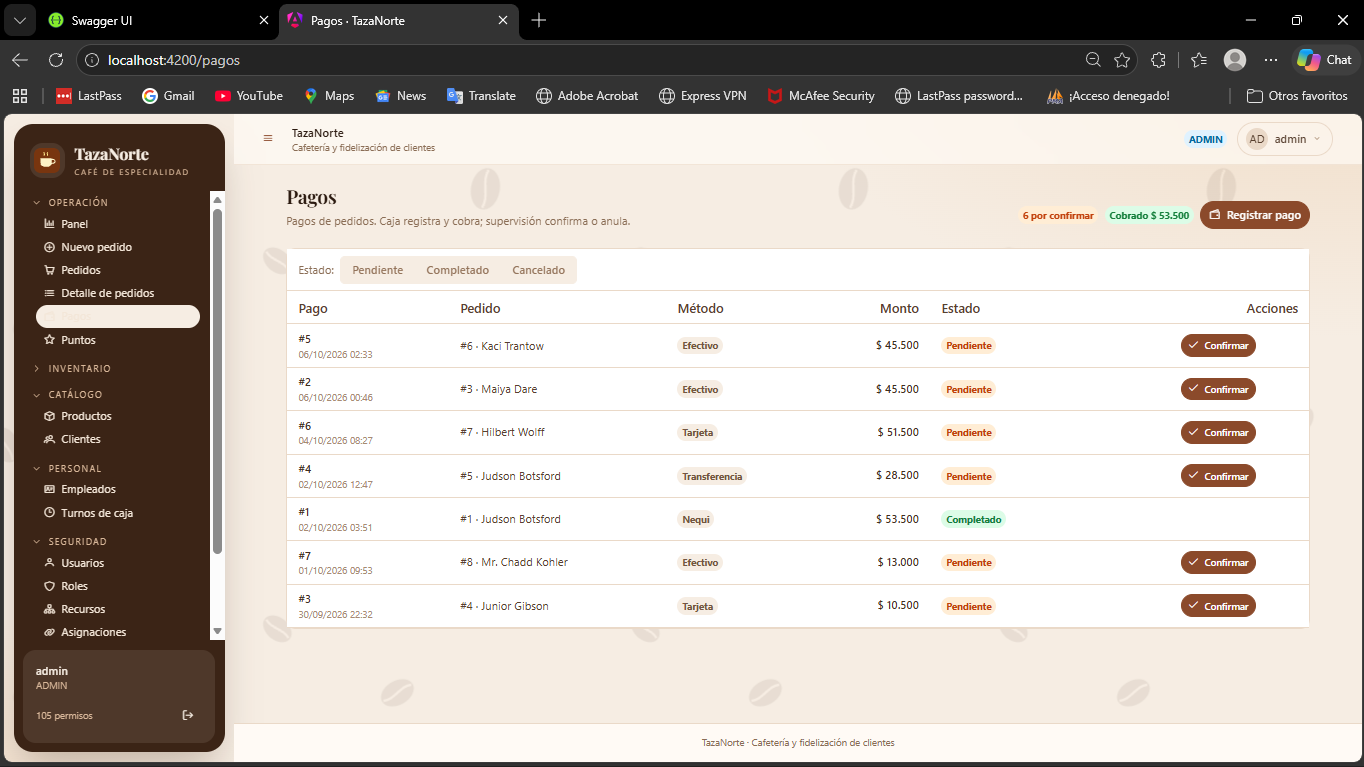 Swagger UI
Pagos · TazaNorte
localhost:4200/pagos
Chat
LastPass
Gmail
YouTube
Maps
News
Translate
Adobe Acrobat
Express VPN
McAfee Security
LastPass password...
¡Acceso denegado!
Otros favoritos
TazaNorte
CAFÉ DE ESPECIALIDAD
OPERACIÓN
Panel
Nuevo pedido
Pedidos
Detalle de pedidos
Pagos
Puntos
INVENTARIO
CATÁLOGO
Productos
Clientes
PERSONAL
Empleados
Turnos de caja
SEGURIDAD
Usuarios
Roles
Recursos
Asignaciones
admin
ADMIN
105 permisos
TazaNorte
Cafetería y fidelización de clientes
ADMIN
AD admin
Pagos
Pagos de pedidos. Caja registra y cobra; supervisión confirma o anula.
6 por confirmar
Cobrado $ 53.500
Registrar pago
Estado: Pendiente Completado Cancelado
Pago Pedido Método Monto Estado Acciones
#5
06/10/2026 02:33
#6 · Kaci Trantow Efectivo $ 45.500 Pendiente Confirmar
#2
06/10/2026 00:46
#3 · Maiya Dare Efectivo $ 45.500 Pendiente Confirmar
#6
04/10/2026 08:27
#7 · Hilbert Wolff Tarjeta $ 51.500 Pendiente Confirmar
#4
02/10/2026 12:47
#5 · Judson Botsford Transferencia $ 28.500 Pendiente Confirmar
#1
02/10/2026 03:51
#1 · Judson Botsford Nequi $ 53.500 Completado
#7
01/10/2026 09:53
#8 · Mr. Chadd Kohler Efectivo $ 13.000 Pendiente Confirmar
#3
30/09/2026 22:32
#4 · Junior Gibson Tarjeta $ 10.500 Pendiente Confirmar
TazaNorte · Cafetería y fidelización de clientes